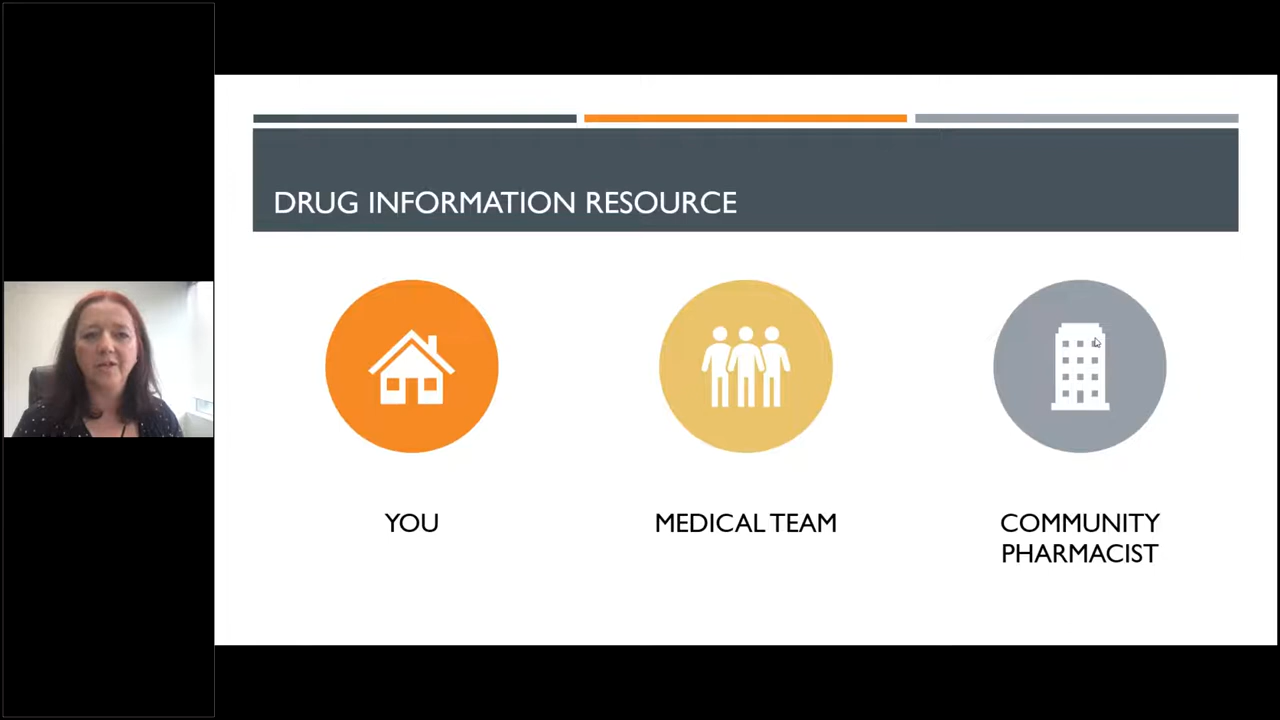 DRUG INFORMATION RESOURCE
YOU
MEDICAL TEAM
COMMUNITY
PHARMACIST